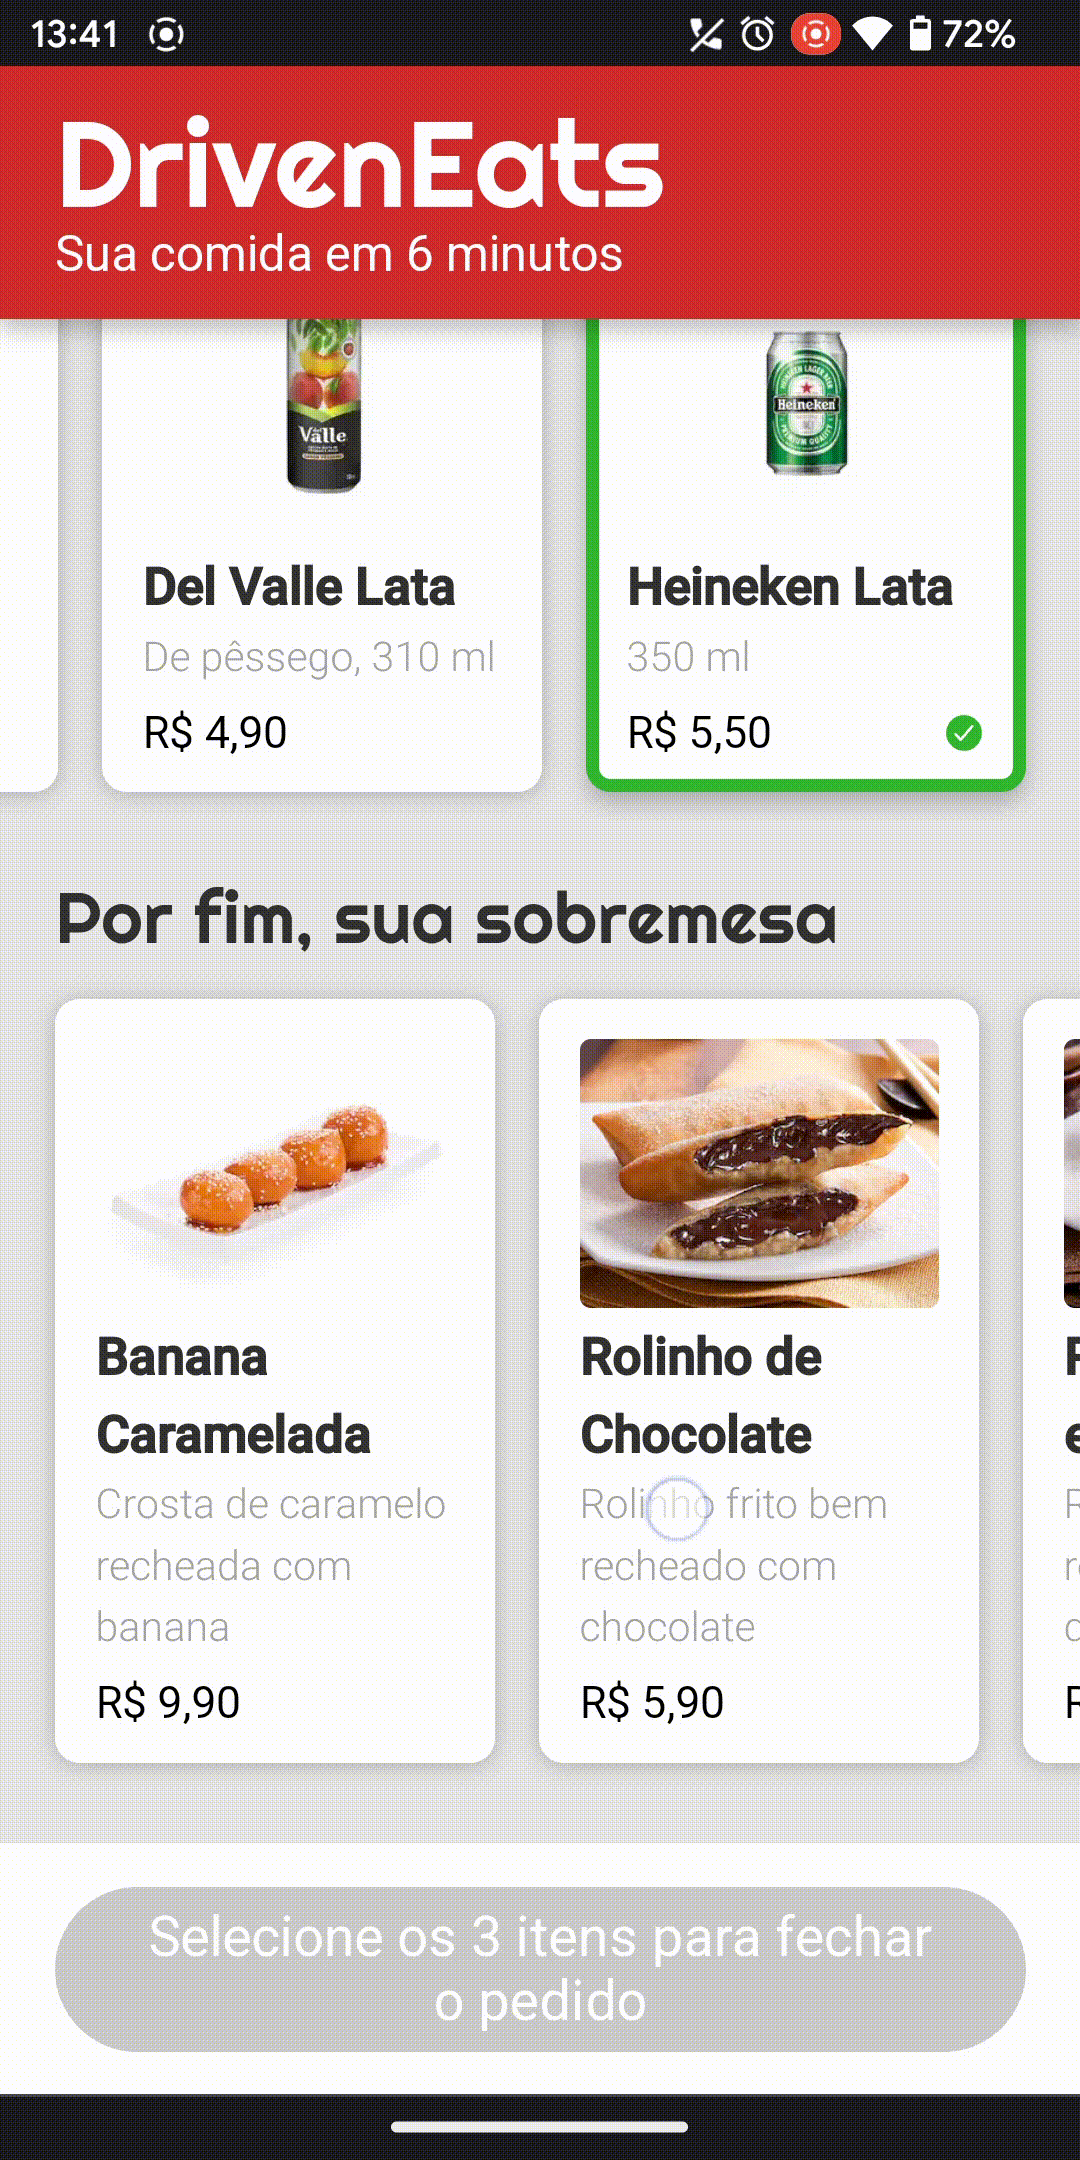 13:41
72%
DrivenEats
Sua comida em 6 minutos
Del Valle Lata
De pêssego, 310 ml
R$ 4,90
Heineken Lata
350 ml
R$ 5,50
Por fim, sua sobremesa
Banana
Caramelada
Crosta de caramelo
recheada com
banana
R$ 9,90
Rolinho de
Chocolate
Rolinho frito bem
recheado com
chocolate
R$ 5,90
Selecione os 3 itens para fechar
o pedido